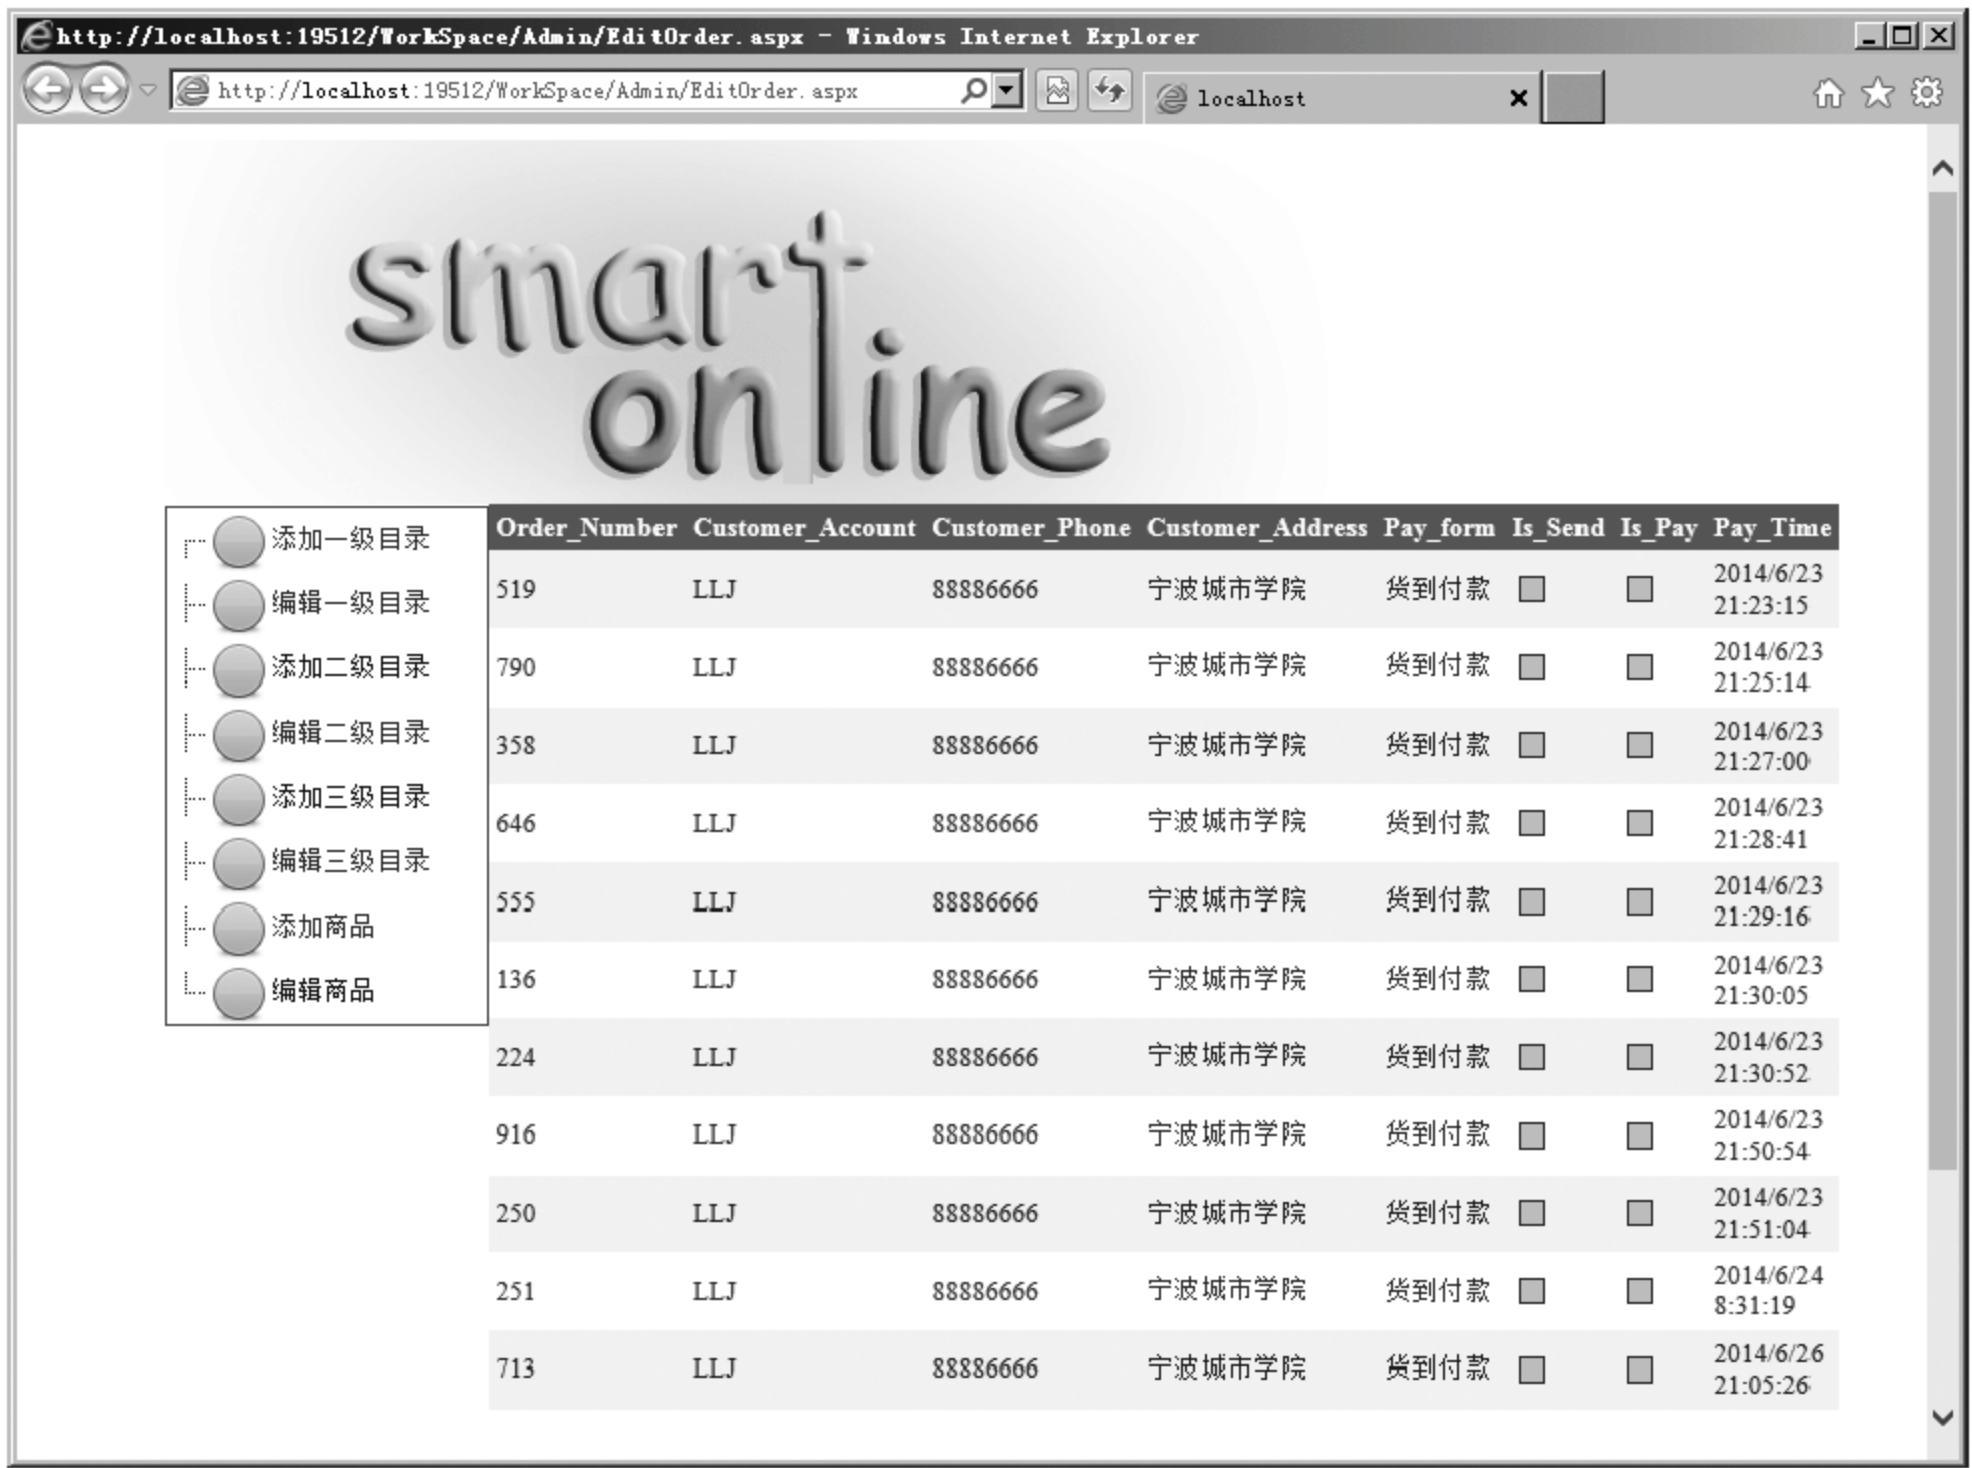 http://localhost:19512/WorkSpace/Admin/EditOrder.aspx - Windows Internet Explorer
http://localhost:19512/WorkSpace/Admin/EditOrder.aspx localhost
smart
online
添加一级目录
编辑一级目录
添加二级目录
编辑二级目录
添加三级目录
编辑三级目录
添加商品
编辑商品
Order_Number Customer_Account Customer_Phone Customer_Address Pay_form Is_Send Is_Pay Pay_Time
519 LLJ 88886666 宁波城市学院 货到付款 2014/6/23
21:23:15
790 LLJ 88886666 宁波城市学院 货到付款 2014/6/23
21:25:14
358 LLJ 88886666 宁波城市学院 货到付款 2014/6/23
21:27:00
646 LLJ 88886666 宁波城市学院 货到付款 2014/6/23
21:28:41
555 LLJ 88886666 宁波城市学院 货到付款 2014/6/23
21:29:16
136 LLJ 88886666 宁波城市学院 货到付款 2014/6/23
21:30:05
224 LLJ 88886666 宁波城市学院 货到付款 2014/6/23
21:30:52
916 LLJ 88886666 宁波城市学院 货到付款 2014/6/23
21:50:54
250 LLJ 88886666 宁波城市学院 货到付款 2014/6/23
21:51:04
251 LLJ 88886666 宁波城市学院 货到付款 2014/6/24
8:31:19
713 LLJ 88886666 宁波城市学院 货到付款 2014/6/26
21:05:26